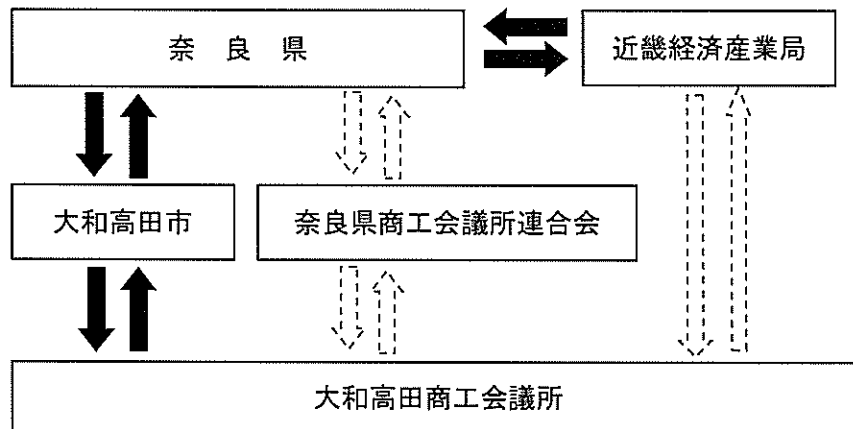 奈良県
近畿経済産業局
大和高田市
奈良県商工会議所連合会
大和高田商工会議所